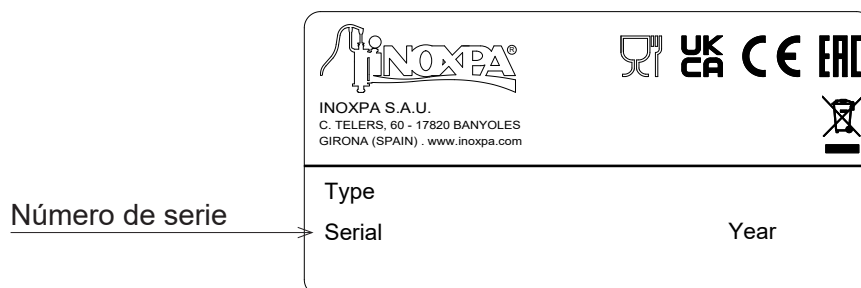 INOXPA®
UK
CA CE EAC
INOXPA S.A.U.
C. TELERS, 60 - 17820 BANYOLES
GIRONA (SPAIN) . www.inoxpa.com
Type
Número de serie
Serial Year